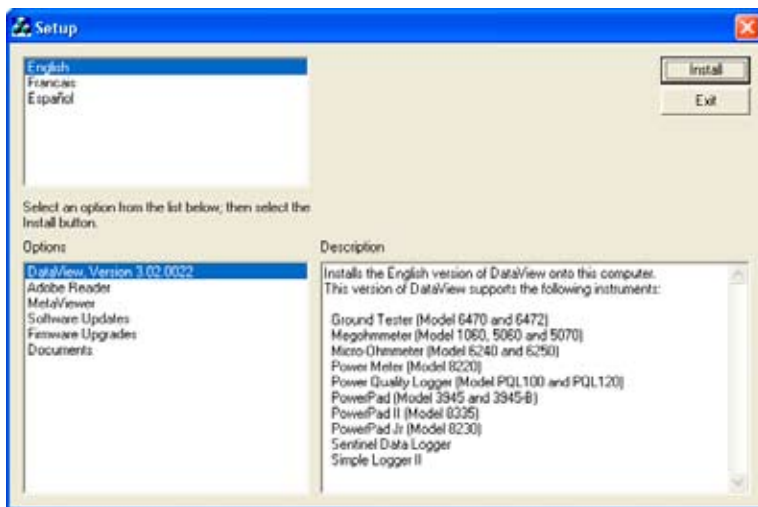 Setup
English
Francais
Español
Install
Exit
Select an option from the list below; then select the
Install button.
Options
DataView, Version 3.02.0022
Adobe Reader
MetaViewer
Software Updates
Firmware Upgrades
Documents
Description
Installs the English version of DataView onto this computer.
This version of DataView supports the following instruments:
Ground Tester (Model 6470 and 6472)
Megohmmeter (Model 1060, 5060 and 5070)
Micro-Ohmmeter (Model 6240 and 6250)
Power Meter (Model 8220)
Power Quality Logger (Model PQL100 and PQL120)
PowerPad (Model 3945 and 3945-B)
PowerPad II (Model 8335)
PowerPad Jr (Model 8230)
Sentinel Data Logger
Simple Logger II